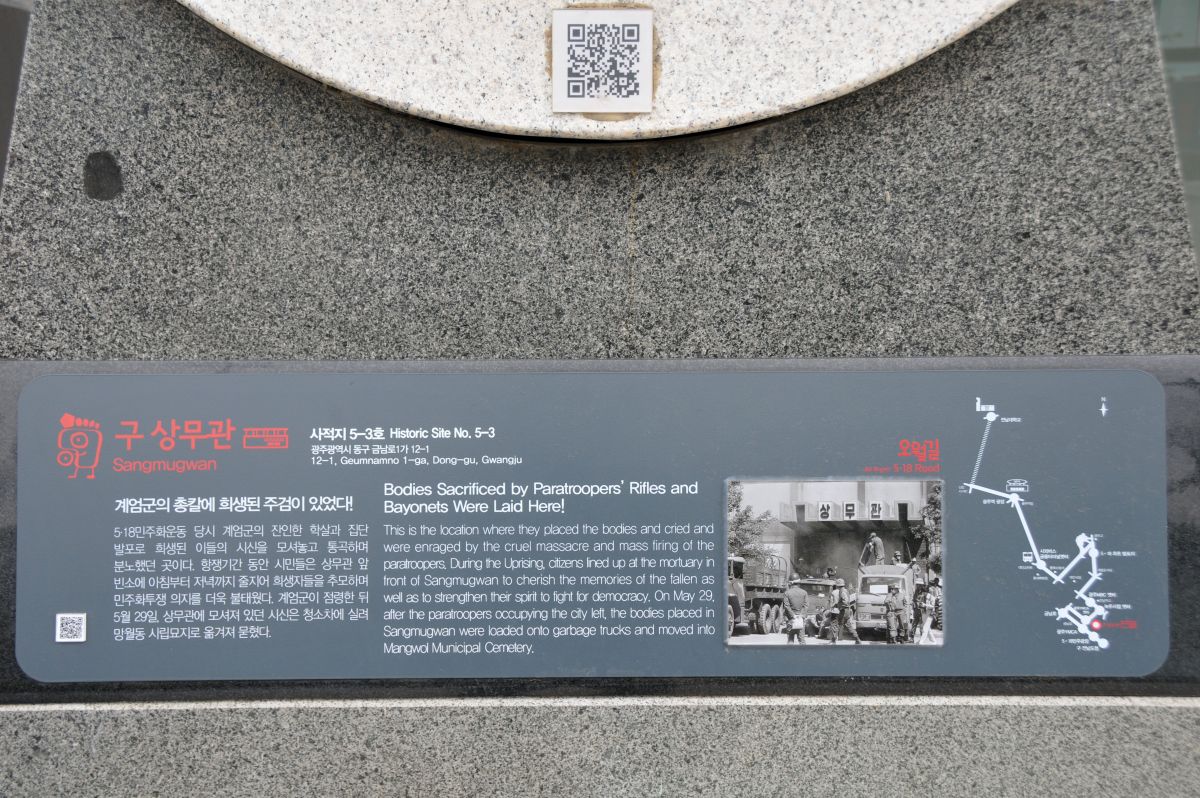 구 상무관
Sangmugwan
사적지 5-3호 Historic Site No. 5-3
광주광역시 동구 금남로1가 12-1
12-1, Geumnamno 1-ga, Dong-gu, Gwangju
계엄군의 총칼에 희생된 주검이 있었다!
5·18민주화운동 당시 계엄군의 잔인한 학살과 집단
발포로 희생된 이들의 시신을 모셔놓고 통곡하며
분노했던 곳이다. 항쟁기간 동안 시민들은 상무관 앞
빈소에 아침부터 저녁까지 줄지어 희생자들을 추모하며
민주화투쟁 의지를 더욱 불태웠다. 계엄군이 점령한 뒤
5월 29일, 상무관에 모셔져 있던 시신은 청소차에 실려
망월동 시립묘지로 옮겨져 묻혔다.
Bodies Sacrificed by Paratroopers' Rifles and
Bayonets Were Laid Here!
This is the location where they placed the bodies and cried and
were enraged by the cruel massacre and mass firing of the
paratroopers. During the Uprising, citizens lined up at the mortuary in
front of Sangmugwan to cherish the memories of the fallen as
well as to strengthen their spirit to fight for democracy. On May 29,
after the paratroopers occupying the city left, the bodies placed in
Sangmugwan were loaded onto garbage trucks and moved into
Mangwol Municipal Cemetery.
오월길
5·18 Road
상무관
N
전남대학교